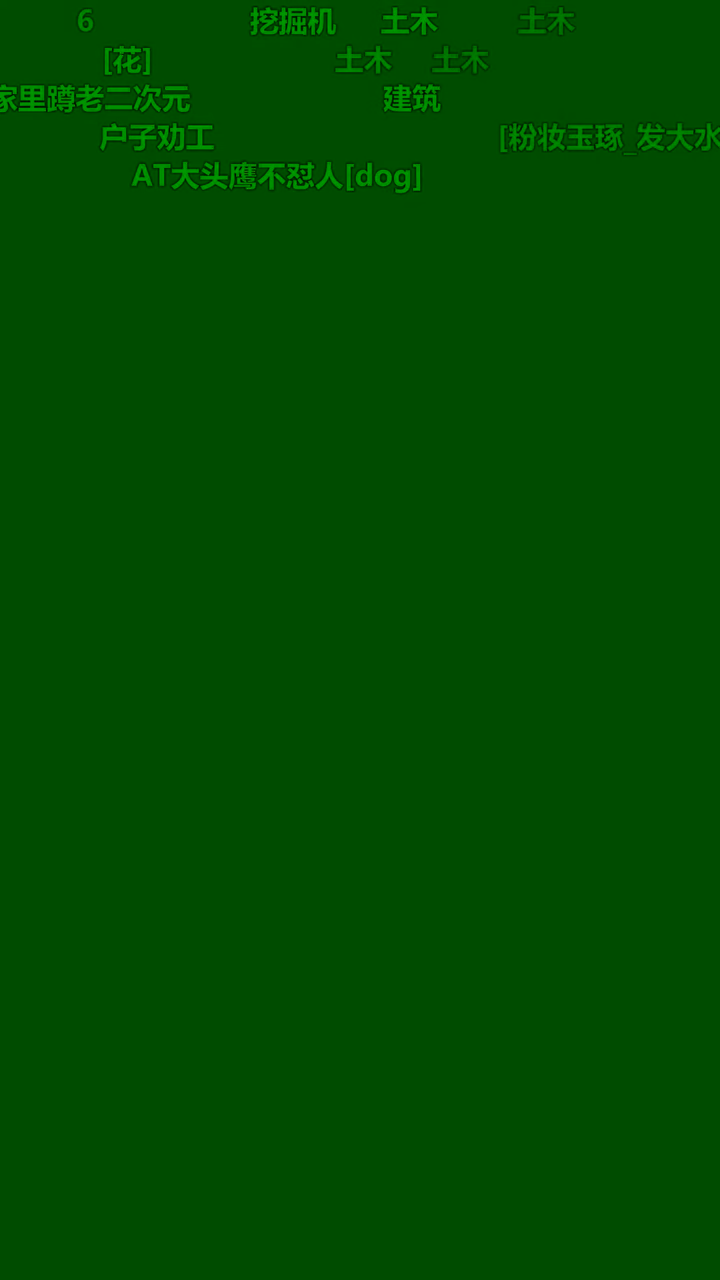 6 挖掘机 土木 土木
[花] 土木 土木
家里蹲老二次元 建筑
户子劝工 [粉妆玉琢_发大水
AT大头鹰不怼人[dog]